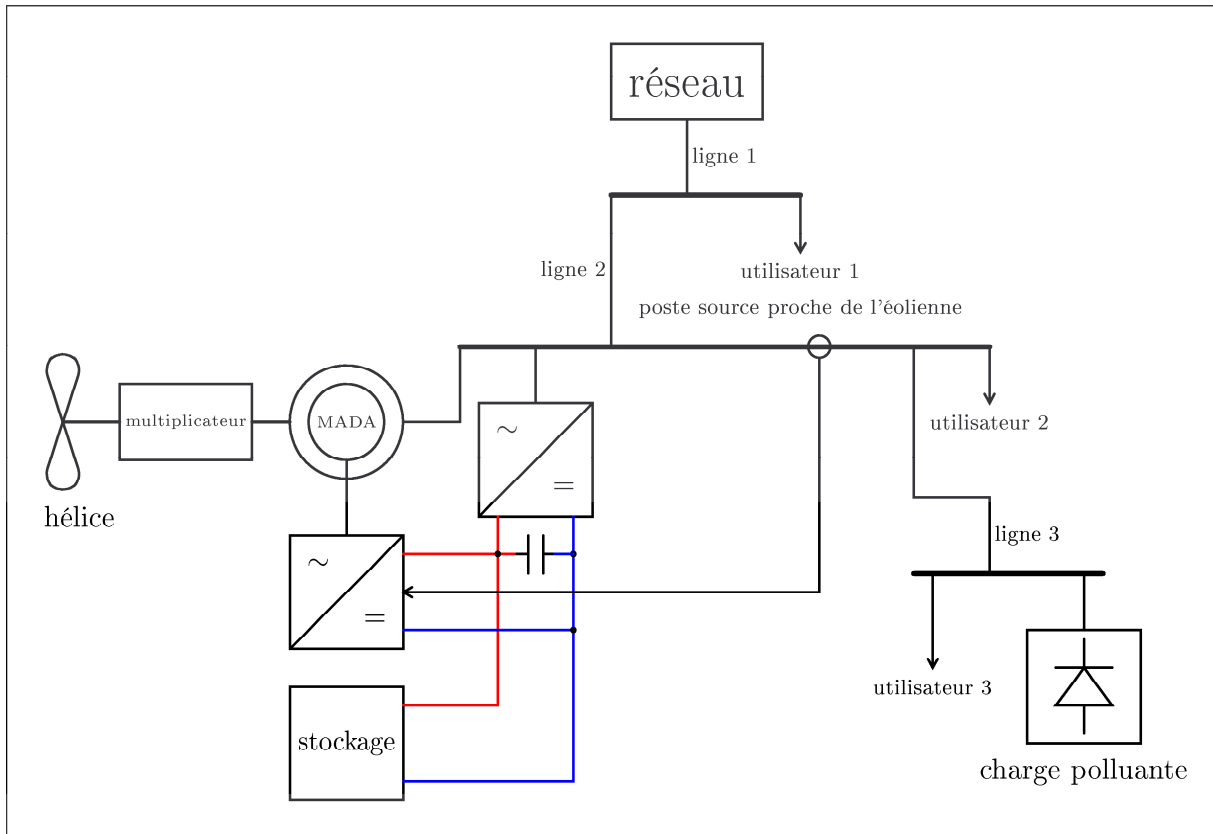 réseau
ligne 1
ligne 2
utilisateur 1
poste source proche de l'éolienne
multiplicateur
MADA
∼
=
utilisateur 2
hélice
ligne 3
∼
=
utilisateur 3
stockage
charge polluante